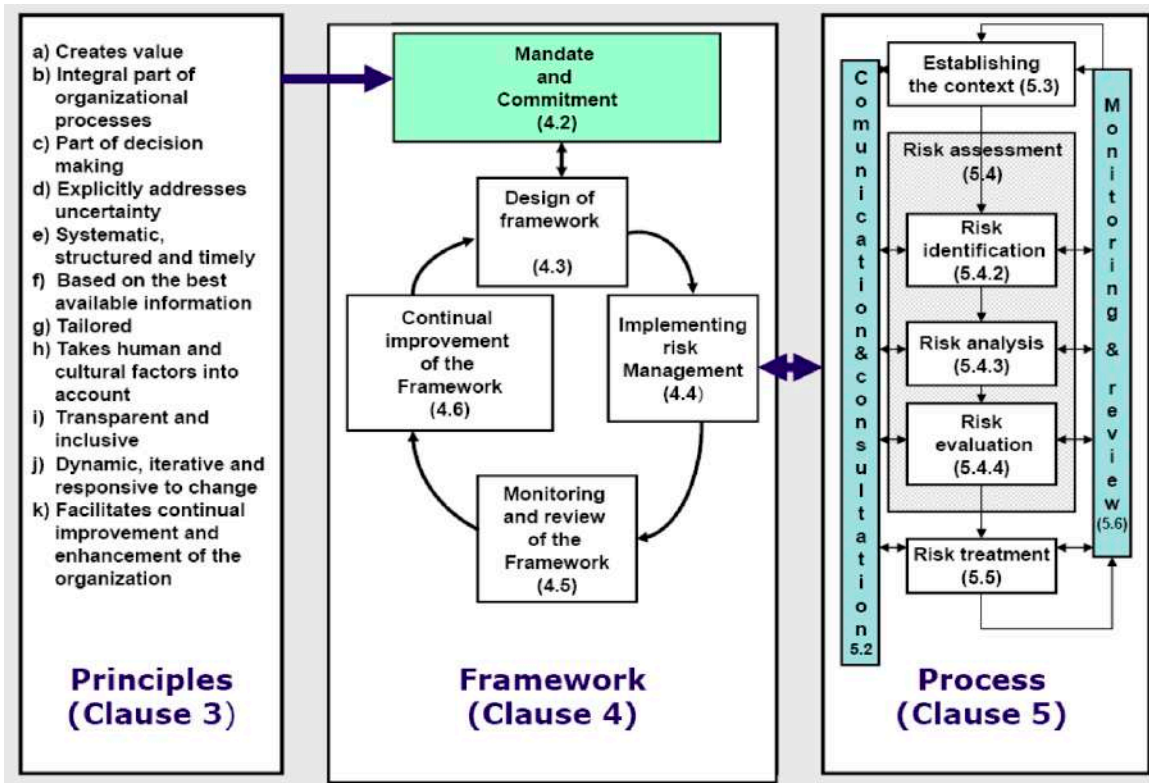 a) Creates value
b) Integral part of
organizational
processes
c) Part of decision
making
d) Explicitly addresses
uncertainty
e) Systematic,
structured and timely
f) Based on the best
available information
g) Tailored
h) Takes human and
cultural factors into
account
i) Transparent and
inclusive
j) Dynamic, iterative and
responsive to change
k) Facilitates continual
improvement and
enhancement of the
organization
Principles
(Clause 3)
Mandate
and
Commitment
(4.2)
Design of
framework
(4.3)
Implementing
risk
Management
(4.4)
Monitoring
and review
of the
Framework
(4.5)
Continual
improvement
of the
Framework
(4.6)
Framework
(Clause 4)
Comunication&consultation
5.2
Establishing
the context (5.3)
Risk assessment
(5.4)
Risk
identification
(5.4.2)
Risk analysis
(5.4.3)
Risk
evaluation
(5.4.4)
Risk treatment
(5.5)
Monitoring & review
(5.6)
Process
(Clause 5)